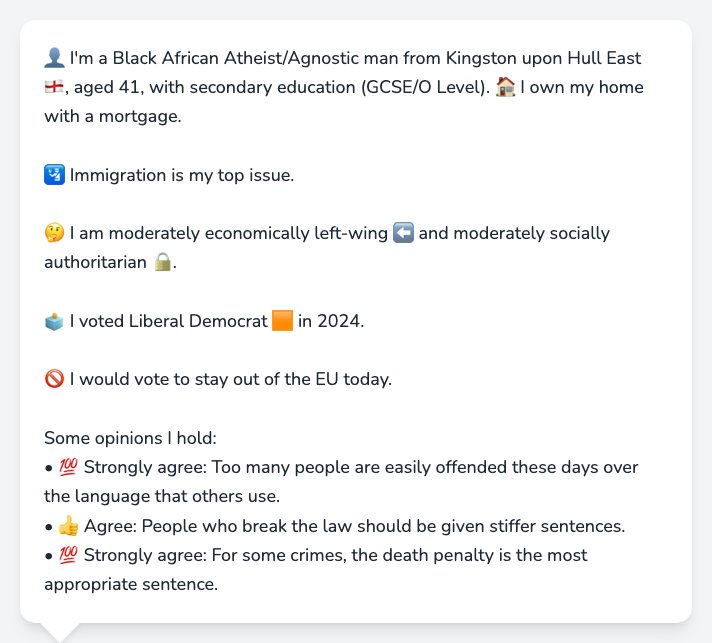 👤 I'm a Black African Atheist/Agnostic man from Kingston upon Hull East
🏴󠁧󠁢󠁥󠁮󠁧󠁿, aged 41, with secondary education (GCSE/O Level). 🏠 I own my home
with a mortgage.
🛂 Immigration is my top issue.
🤔 I am moderately economically left-wing ⬅️ and moderately socially
authoritarian 🔒.
🗳️ I voted Liberal Democrat 🟧 in 2024.
🚫 I would vote to stay out of the EU today.
Some opinions I hold:
• 💯 Strongly agree: Too many people are easily offended these days over
the language that others use.
• 👍 Agree: People who break the law should be given stiffer sentences.
• 💯 Strongly agree: For some crimes, the death penalty is the most
appropriate sentence.